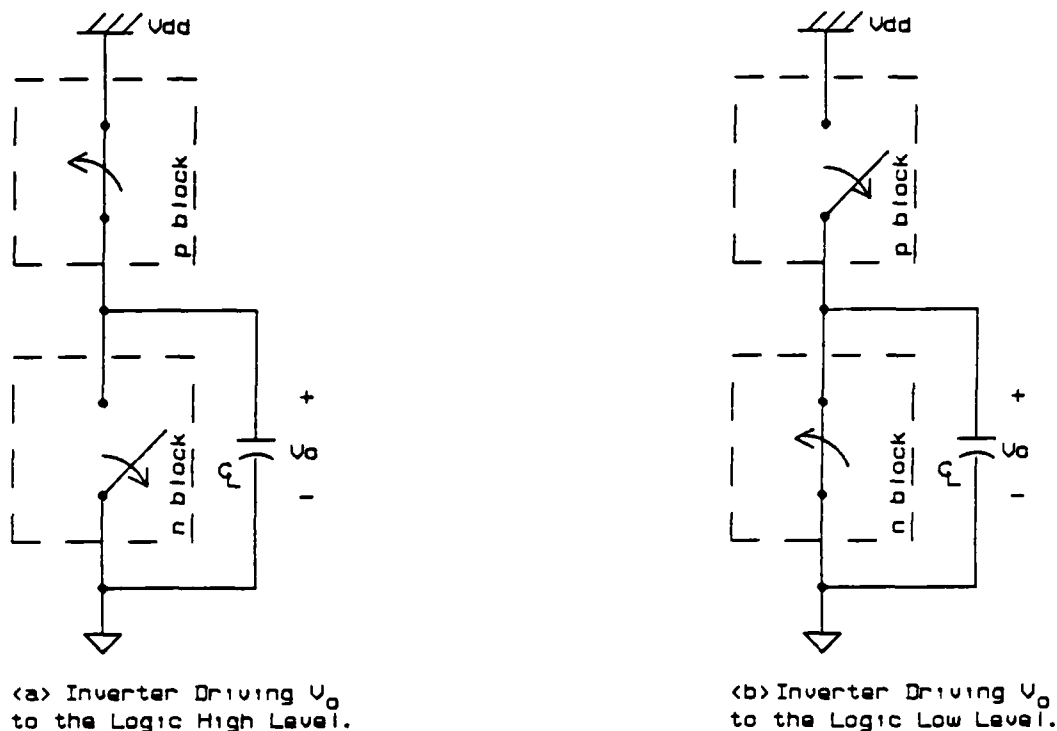 Vdd
p block
n block
+
Vo
-
CL
<a> Inverter Driving Vo
to the Logic High Level.
Vdd
p block
n block
+
Vo
-
CL
<b> Inverter Driving Vo
to the Logic Low Level.